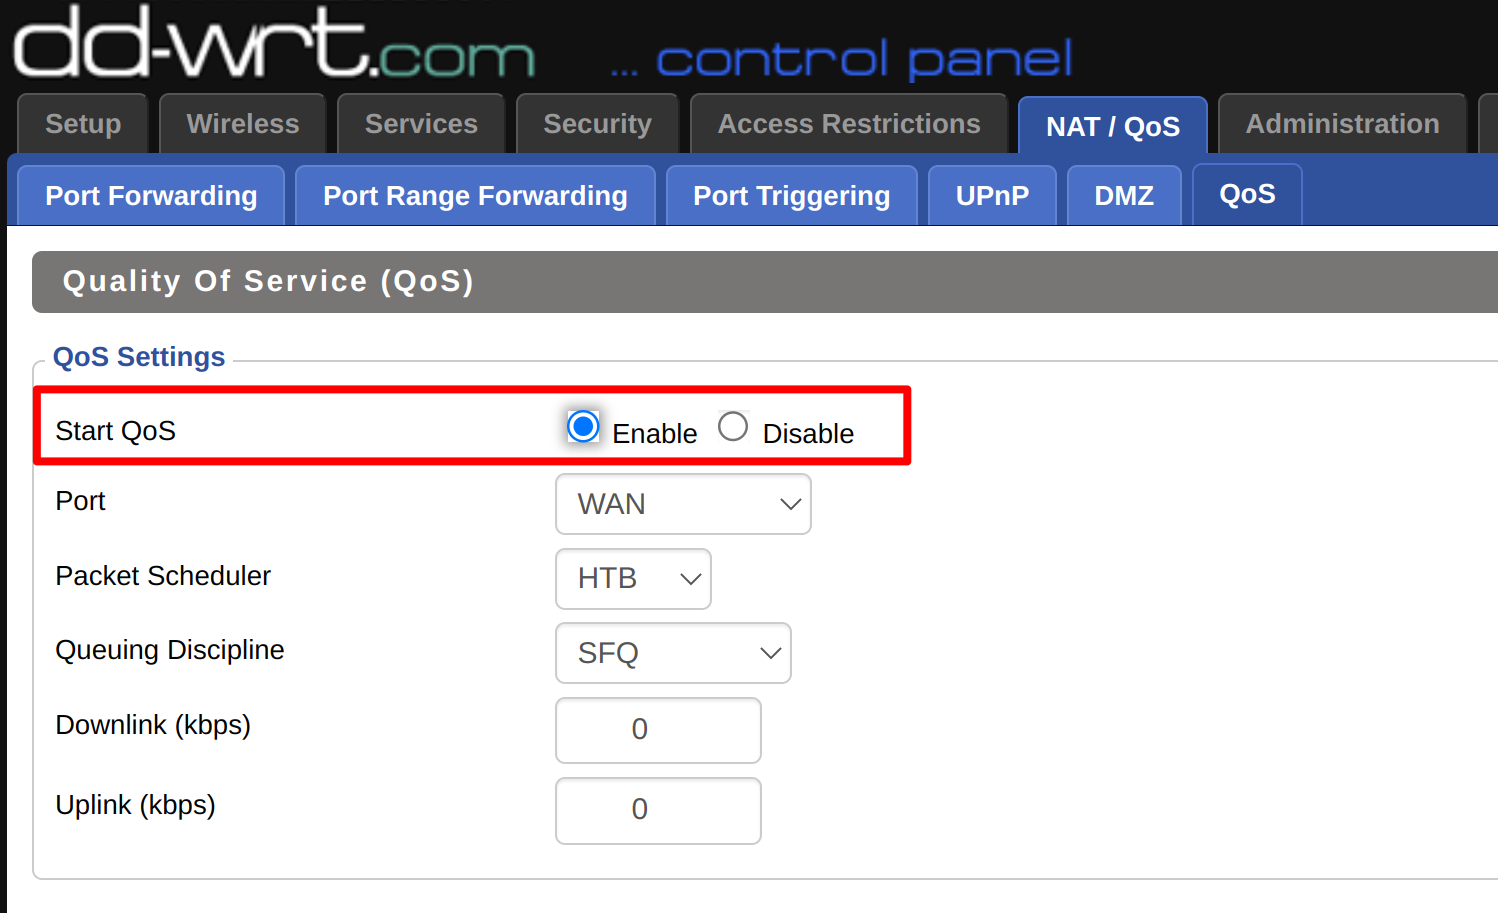 dd-wrt.com ... control panel
Setup Wireless Services Security Access Restrictions NAT / QoS Administration
Port Forwarding Port Range Forwarding Port Triggering UPnP DMZ QoS
Quality Of Service (QoS)
QoS Settings
Start QoS Enable Disable
Port WAN
Packet Scheduler HTB
Queuing Discipline SFQ
Downlink (kbps) 0
Uplink (kbps) 0